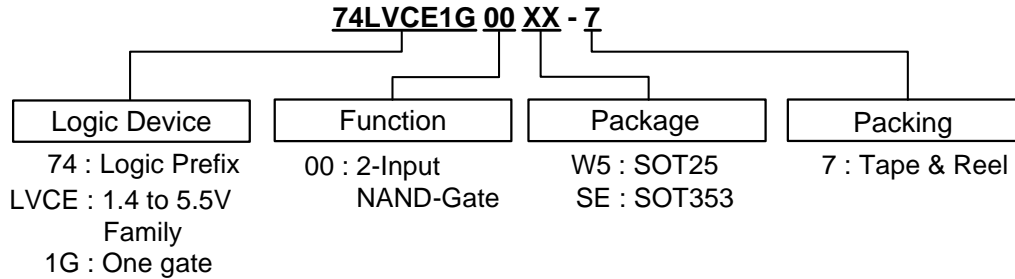 74LVCE1G 00 XX - 7
Logic Device
74 : Logic Prefix
LVCE : 1.4 to 5.5V
Family
1G : One gate
Function
00 : 2-Input
NAND-Gate
Package
W5 : SOT25
SE : SOT353
Packing
7 : Tape & Reel